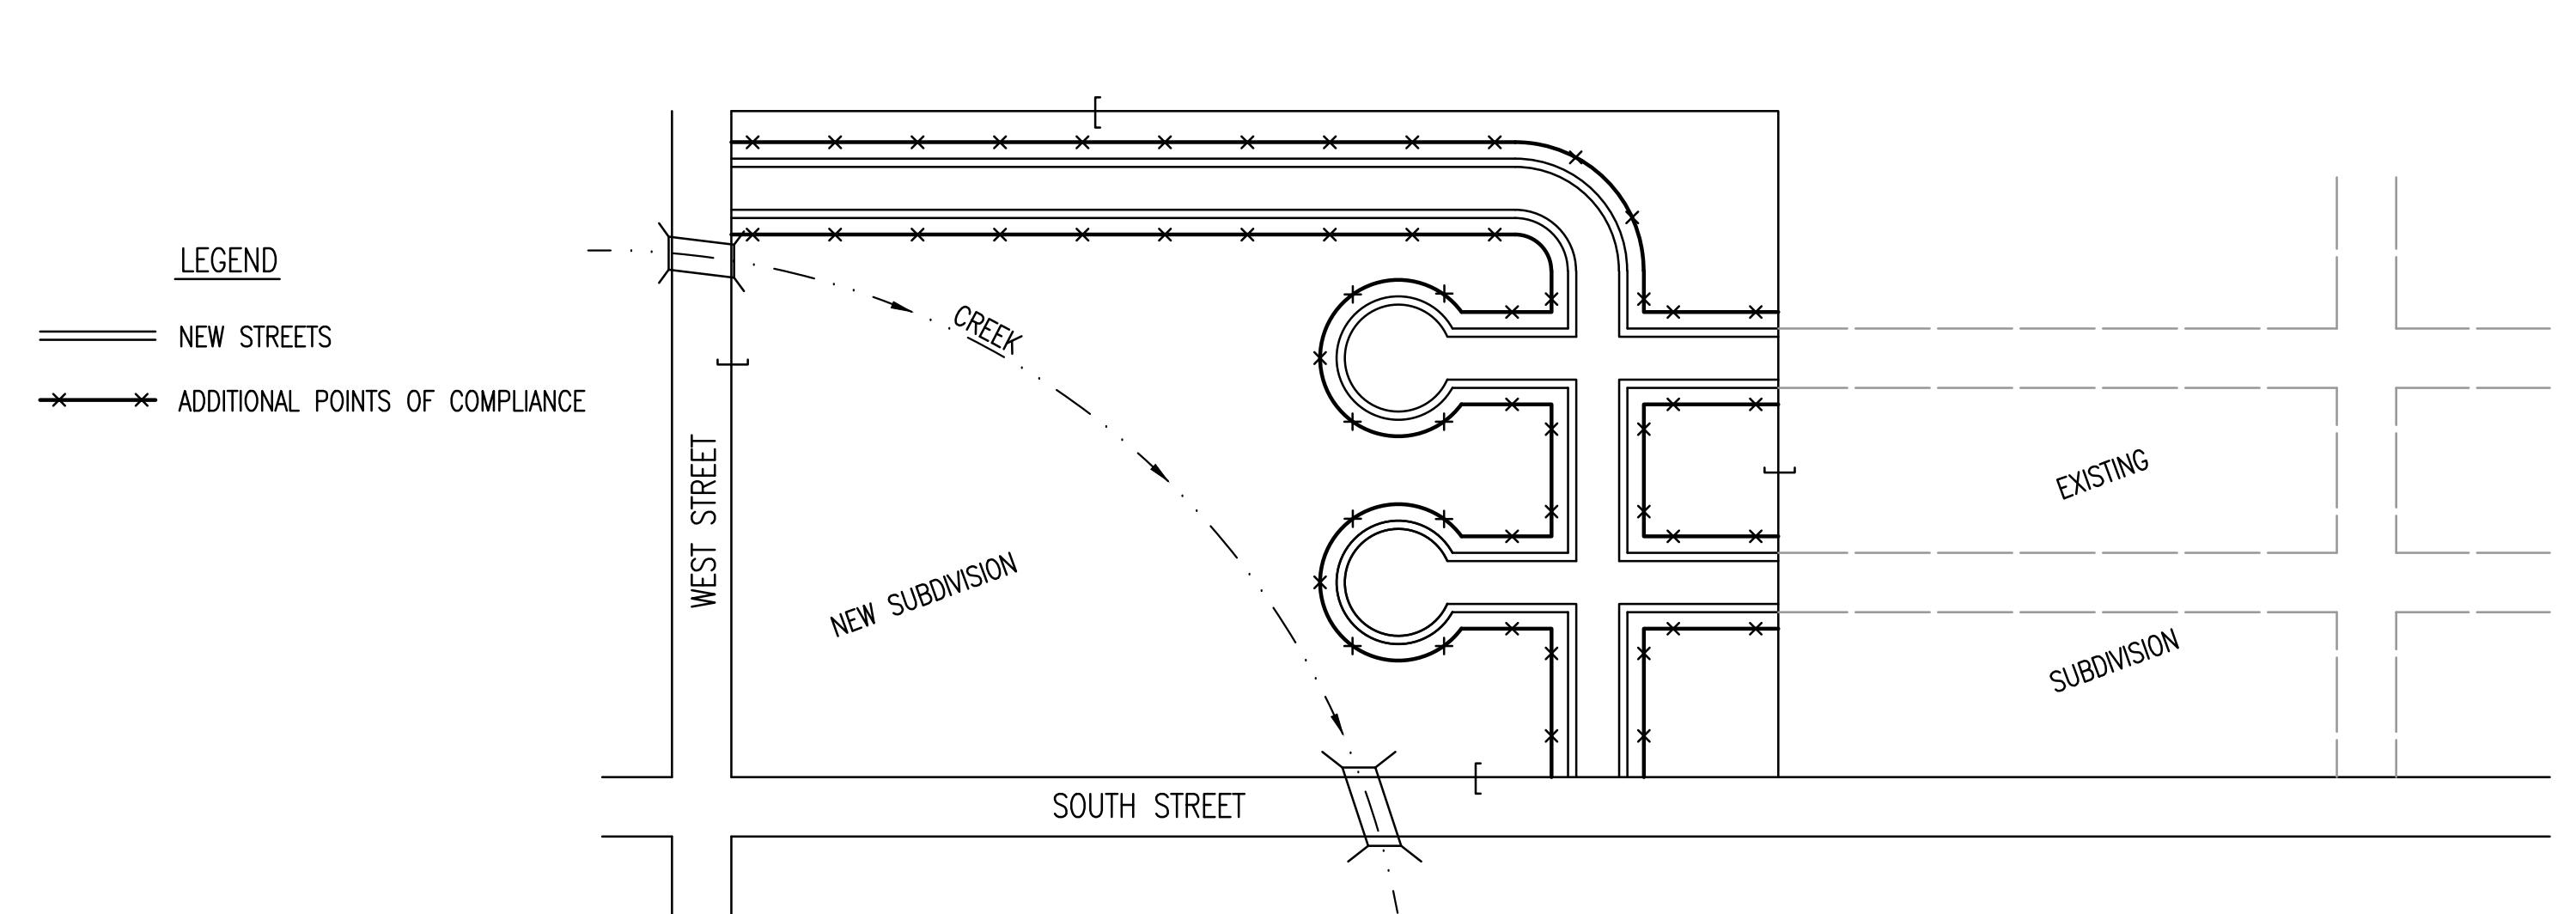 LEGEND
NEW STREETS
ADDITIONAL POINTS OF COMPLIANCE
CREEK
WEST STREET
NEW SUBDIVISION
EXISTING
SUBDIVISION
SOUTH STREET